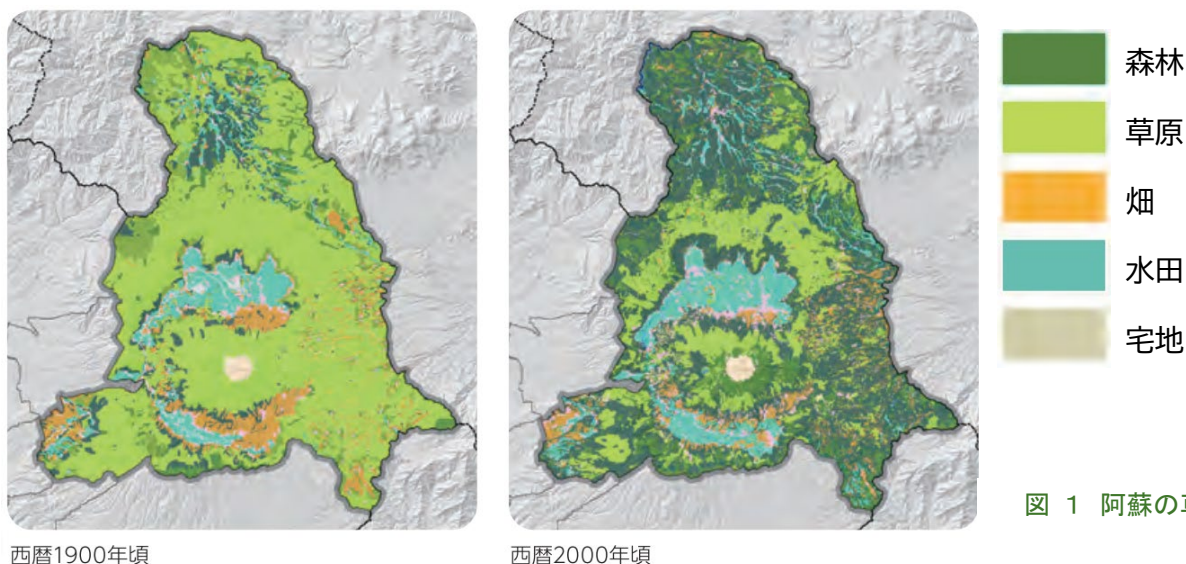 森林
草原
畑
水田
宅地
図 1 阿蘇の
西暦1900年頃
西暦2000年頃